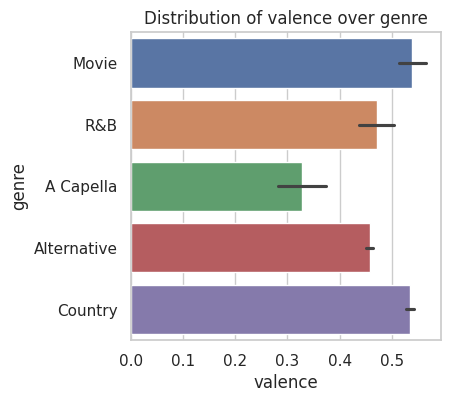 Distribution of valence over genre
genre
Movie
R&B
A Capella
Alternative
Country
0.0 0.1 0.2 0.3 0.4 0.5
valence